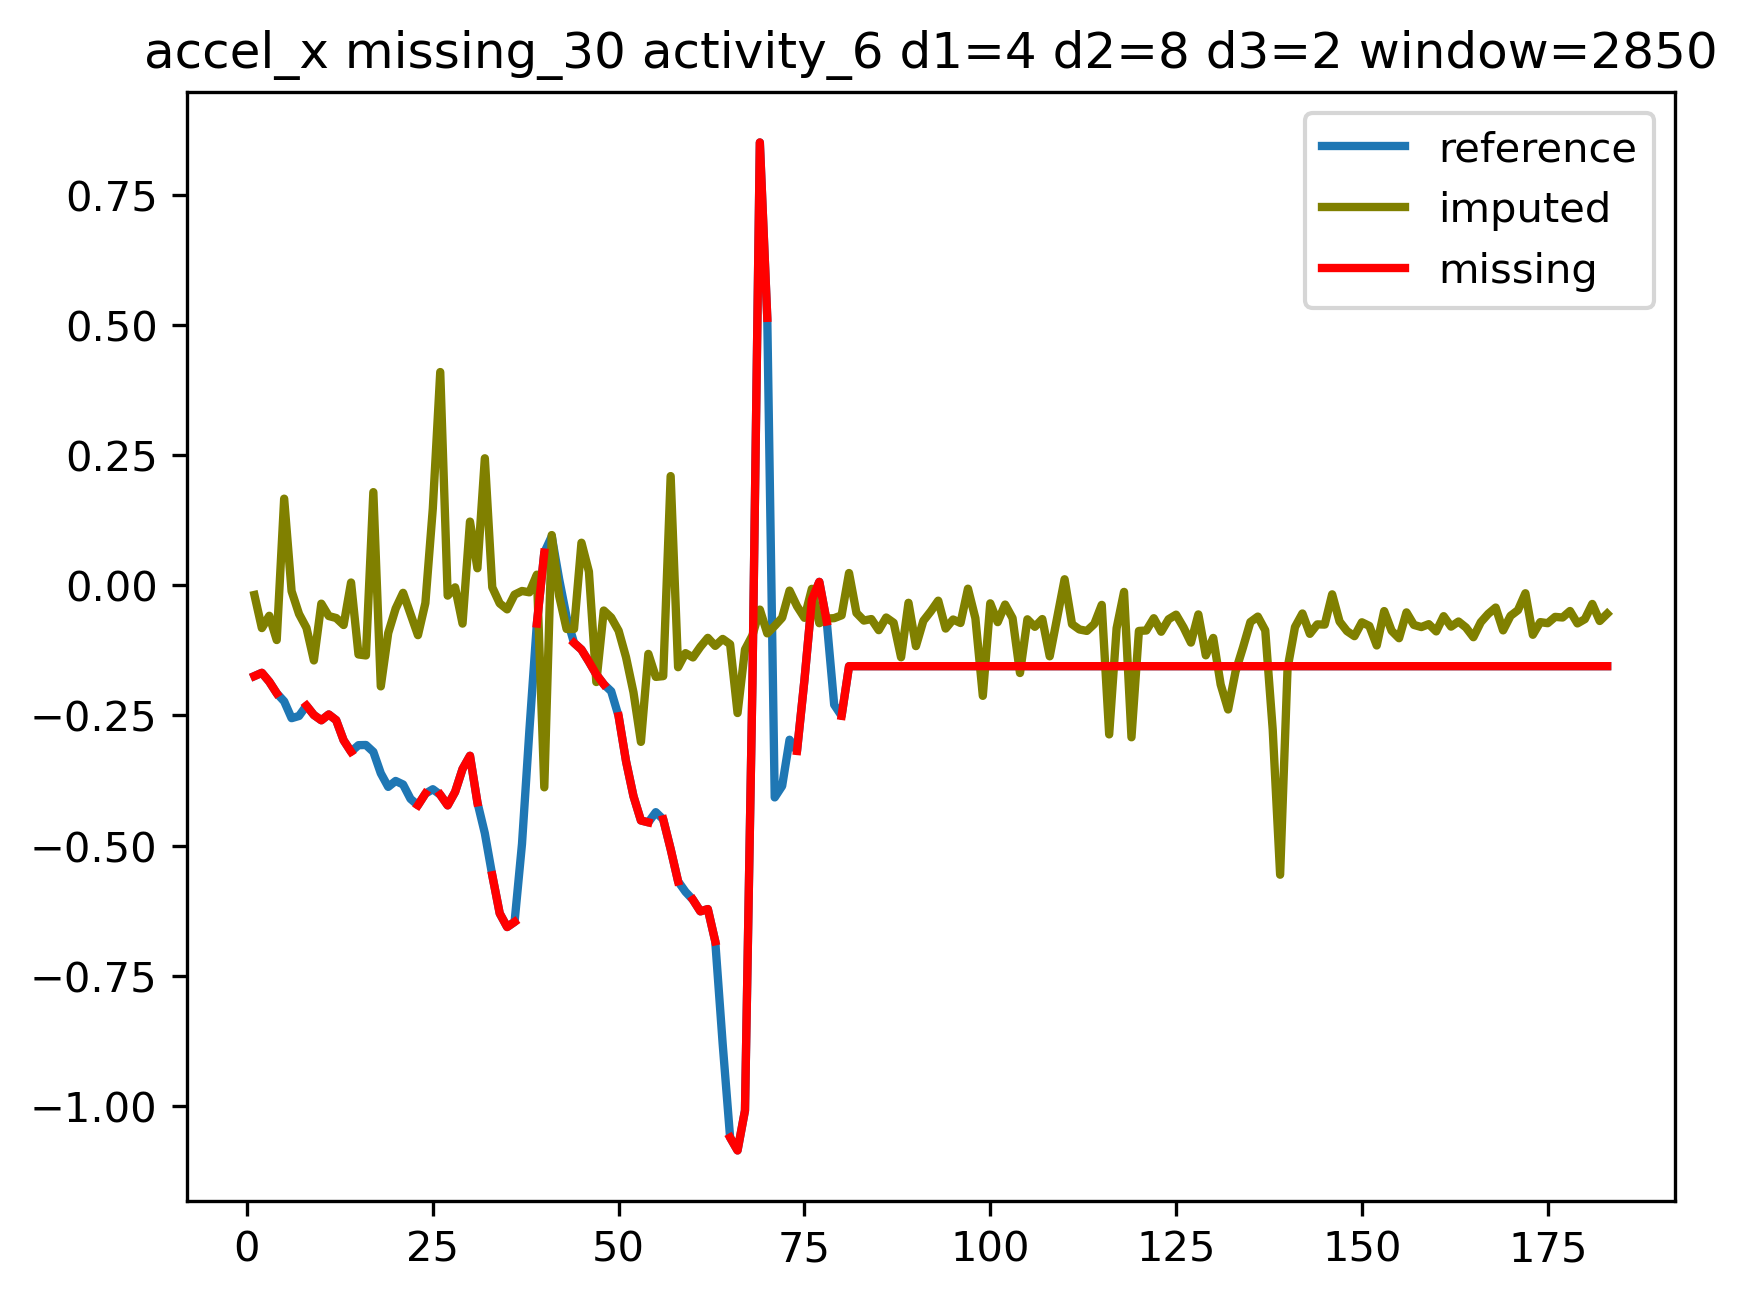 accel_x missing_30 activity_6 d1=4 d2=8 d3=2 window=2850
reference
imputed
missing
0.75
0.50
0.25
0.00
−0.25
−0.50
−0.75
−1.00
0 25 50 75 100 125 150 175